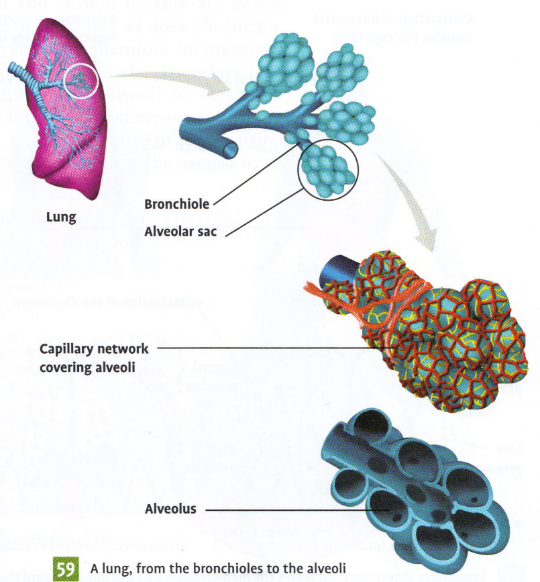 Lung
Bronchiole
Alveolar sac
Capillary network
covering alveoli
Alveolus
59 A lung, from the bronchioles to the alveoli